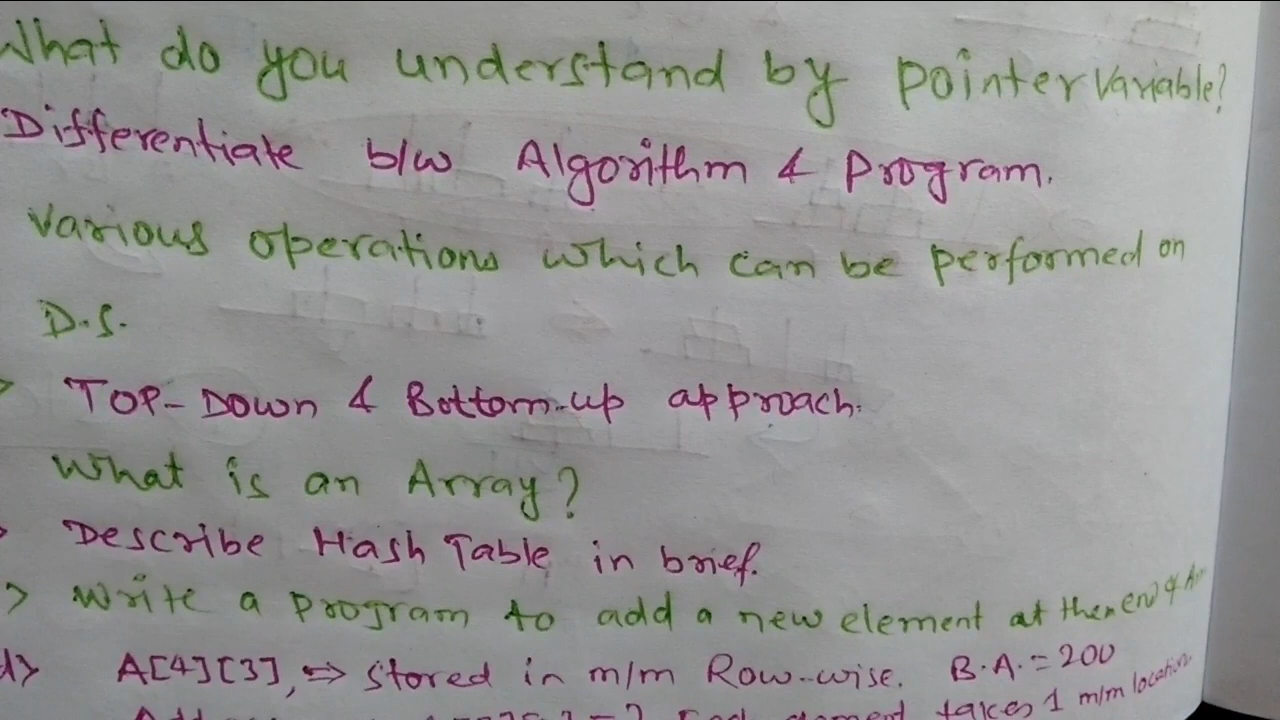 What do you understand by pointer variable?
Differentiate b/w Algorithm & Program.
Various operations which can be performed on
D.S.
> TOP-DOWN & Bottom-up approach.
What is an Array?
Describe Hash Table in brief.
> Write a program to add a new element at the end of
d> A[4][3], ⇒ stored in m/m Row-wise. B.A. = 200
takes 1 m/m location